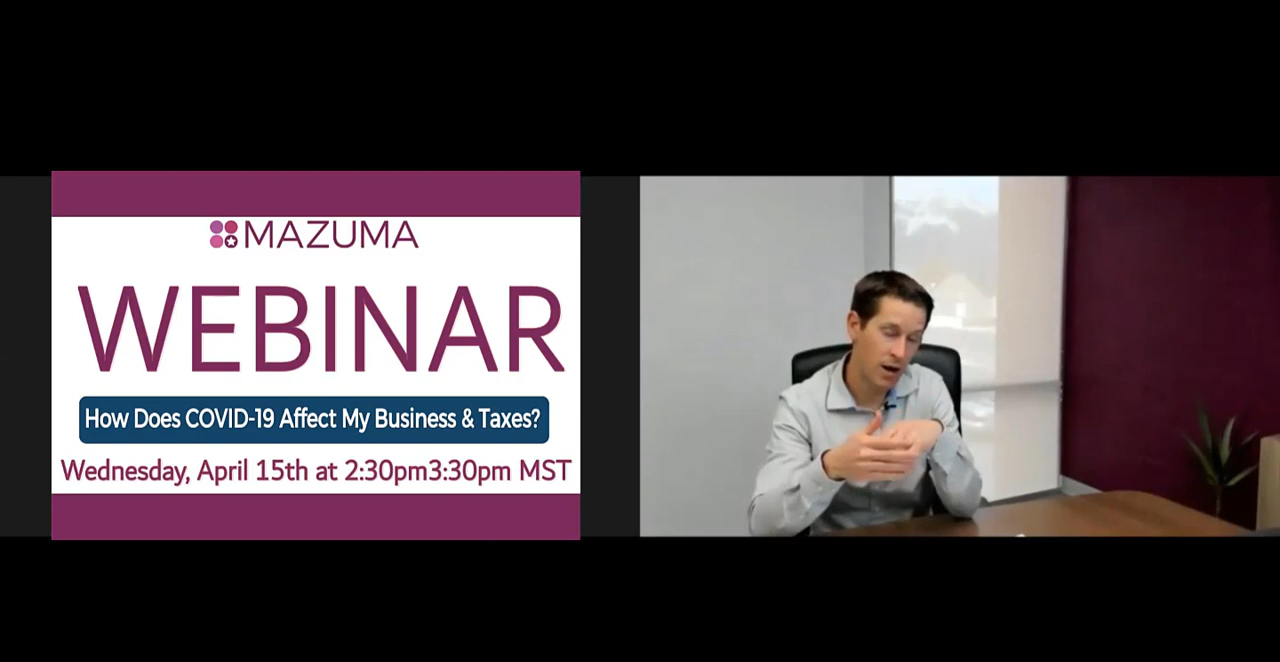 MAZUMA
WEBINAR
How Does COVID-19 Affect My Business & Taxes?
Wednesday, April 15th at 2:30pm3:30pm MST